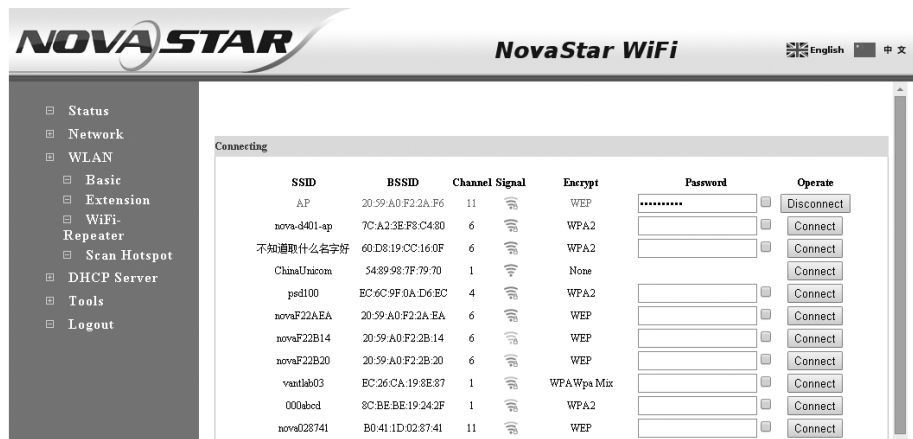 NOVASTAR
NovaStar WiFi
English 中文
Status
Network
WLAN
Basic
Extension
WiFi-
Repeater
Scan Hotspot
DHCP Server
Tools
Logout
Connecting
SSID BSSID Channel Signal Encrypt Password Operate
AP 20:59:A0:F2:2A:F6 11 WEP •••••••••• Disconnect
nova-d401-ap 7C:A2:3E:F8:C4:80 6 WPA2 Connect
不知道取什么名字好 60:D8:19:CC:16:0F 6 WPA2 Connect
ChinaUnicom 54:89:98:7F:79:70 1 None Connect
psd100 EC:6C:9F:0A:D6:EC 4 WPA2 Connect
novaF22AEA 20:59:A0:F2:2A:EA 6 WEP Connect
novaF22B14 20:59:A0:F2:2B:14 6 WEP Connect
novaF22B20 20:59:A0:F2:2B:20 6 WEP Connect
vantlab03 EC:26:CA:19:8E:87 1 WPAWpa Mix Connect
000abcd 8C:BE:BE:19:24:2F 1 WPA2 Connect
nova028741 B0:41:1D:02:87:41 11 WEP Connect